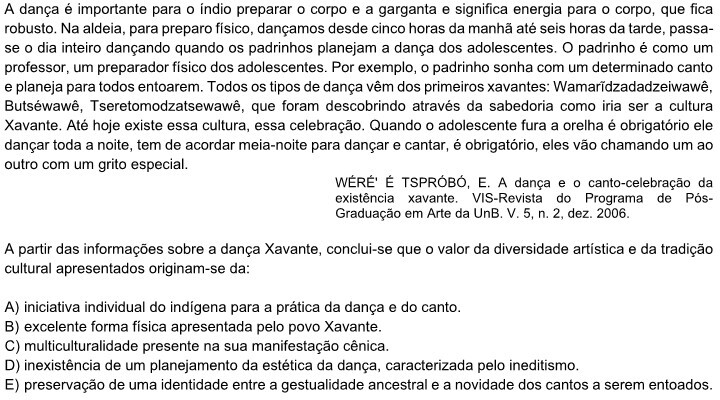 A dança é importante para o índio preparar o corpo e a garganta e significa energia para o corpo, que fica
robusto. Na aldeia, para preparo físico, dançamos desde cinco horas da manhã até seis horas da tarde, passa-
se o dia inteiro dançando quando os padrinhos planejam a dança dos adolescentes. O padrinho é como um
professor, um preparador físico dos adolescentes. Por exemplo, o padrinho sonha com um determinado canto
e planeja para todos entoarem. Todos os tipos de dança vêm dos primeiros xavantes: Wamarĩdzadadzeiwawẽ,
Butséwawẽ, Tseretomodzatsewawẽ, que foram descobrindo através da sabedoria como iria ser a cultura
Xavante. Até hoje existe essa cultura, essa celebração. Quando o adolescente fura a orelha é obrigatório ele
dançar toda a noite, tem de acordar meia-noite para dançar e cantar, é obrigatório, eles vão chamando um ao
outro com um grito especial.
WÉRÉ' É TSPRÓBÓ, E. A dança e o canto-celebração da
existência xavante. VIS-Revista do Programa de Pós-
Graduação em Arte da UnB. V. 5, n. 2, dez. 2006.
A partir das informações sobre a dança Xavante, conclui-se que o valor da diversidade artística e da tradição
cultural apresentados originam-se da:
A) iniciativa individual do indígena para a prática da dança e do canto.
B) excelente forma física apresentada pelo povo Xavante.
C) multiculturalidade presente na sua manifestação cênica.
D) inexistência de um planejamento da estética da dança, caracterizada pelo ineditismo.
E) preservação de uma identidade entre a gestualidade ancestral e a novidade dos cantos a serem entoados.